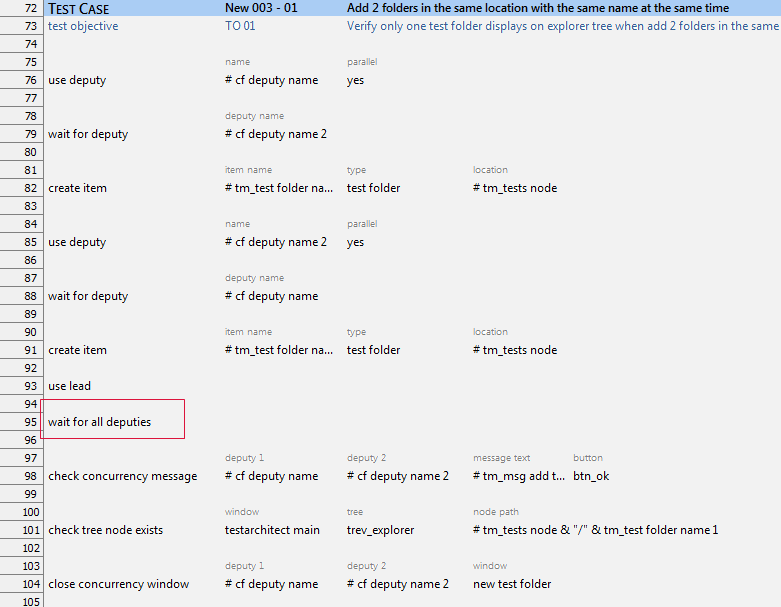 72 TEST CASE New 003 - 01 Add 2 folders in the same location with the same name at the same time
73 test objective TO 01 Verify only one test folder displays on explorer tree when add 2 folders in the same
74
75 name parallel
76 use deputy # cf deputy name yes
77
78 deputy name
79 wait for deputy # cf deputy name 2
80
81 item name type location
82 create item # tm_test folder na... test folder # tm_tests node
83
84 name parallel
85 use deputy # cf deputy name 2 yes
86
87 deputy name
88 wait for deputy # cf deputy name
89
90 item name type location
91 create item # tm_test folder na... test folder # tm_tests node
92
93 use lead
94
95 wait for all deputies
96
97 deputy 1 deputy 2 message text button
98 check concurrency message # cf deputy name # cf deputy name 2 # tm_msg add t... btn_ok
99
100 window tree node path
101 check tree node exists testarchitect main trev_explorer # tm_tests node & "/" & tm_test folder name 1
102
103 deputy 1 deputy 2 window
104 close concurrency window # cf deputy name # cf deputy name 2 new test folder
105